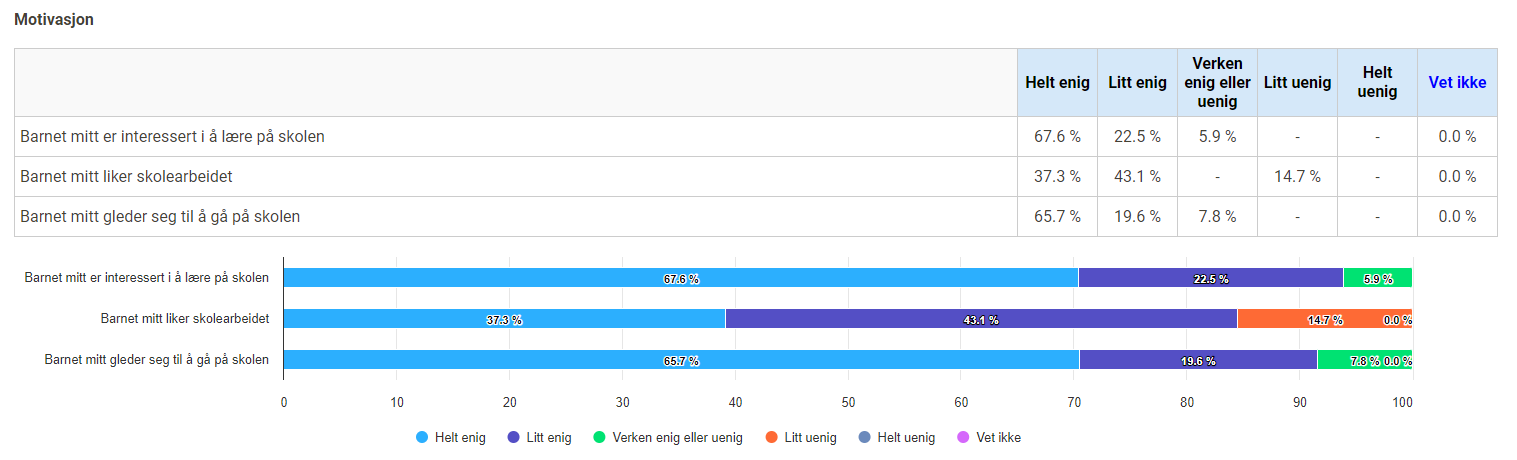 Motivasjon
Helt enig Litt enig Verken enig eller uenig Litt uenig Helt uenig Vet ikke
Barnet mitt er interessert i å lære på skolen 67.6 % 22.5 % 5.9 % - - 0.0 %
Barnet mitt liker skolearbeidet 37.3 % 43.1 % - 14.7 % - 0.0 %
Barnet mitt gleder seg til å gå på skolen 65.7 % 19.6 % 7.8 % - - 0.0 %
Barnet mitt er interessert i å lære på skolen 67.6 % 22.5 % 5.9 %
Barnet mitt liker skolearbeidet 37.3 % 43.1 % 14.7 % 0.0 %
Barnet mitt gleder seg til å gå på skolen 65.7 % 19.6 % 7.8 % 0.0 %
0 10 20 30 40 50 60 70 80 90 100
Helt enig Litt enig Verken enig eller uenig Litt uenig Helt uenig Vet ikke